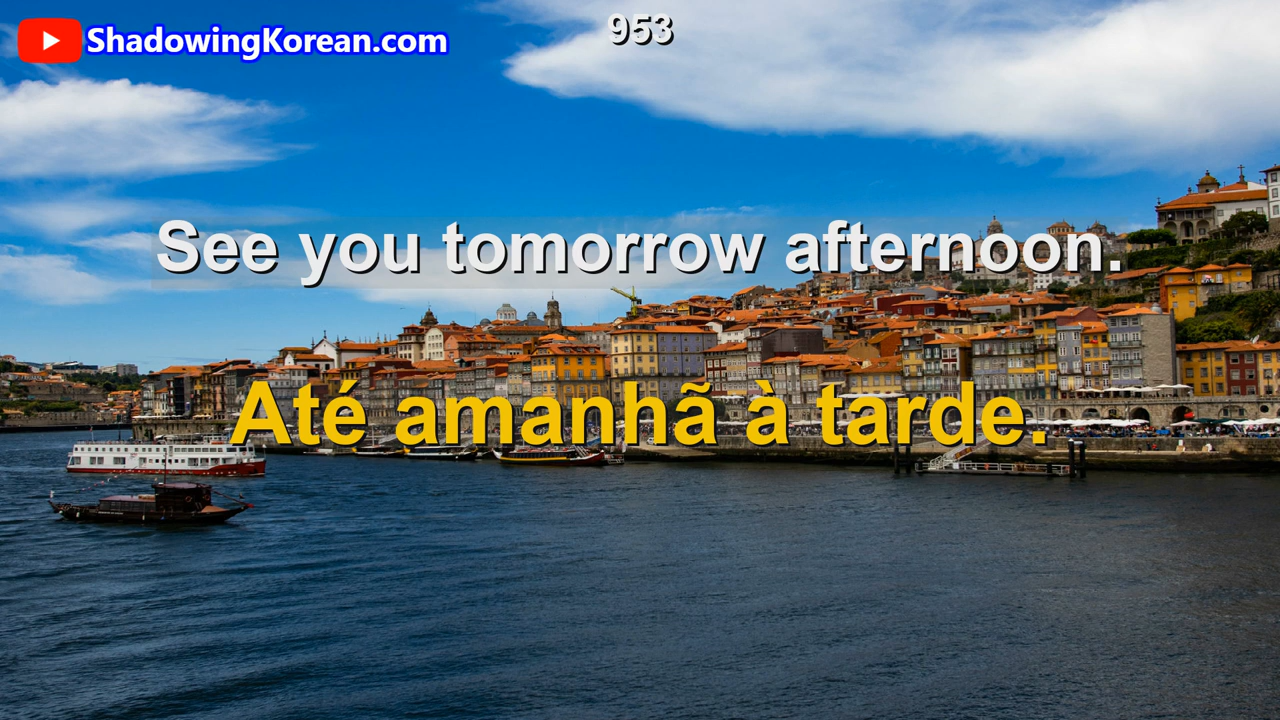 ShadowingKorean.com
953
See you tomorrow afternoon.
Até amanhã à tarde.